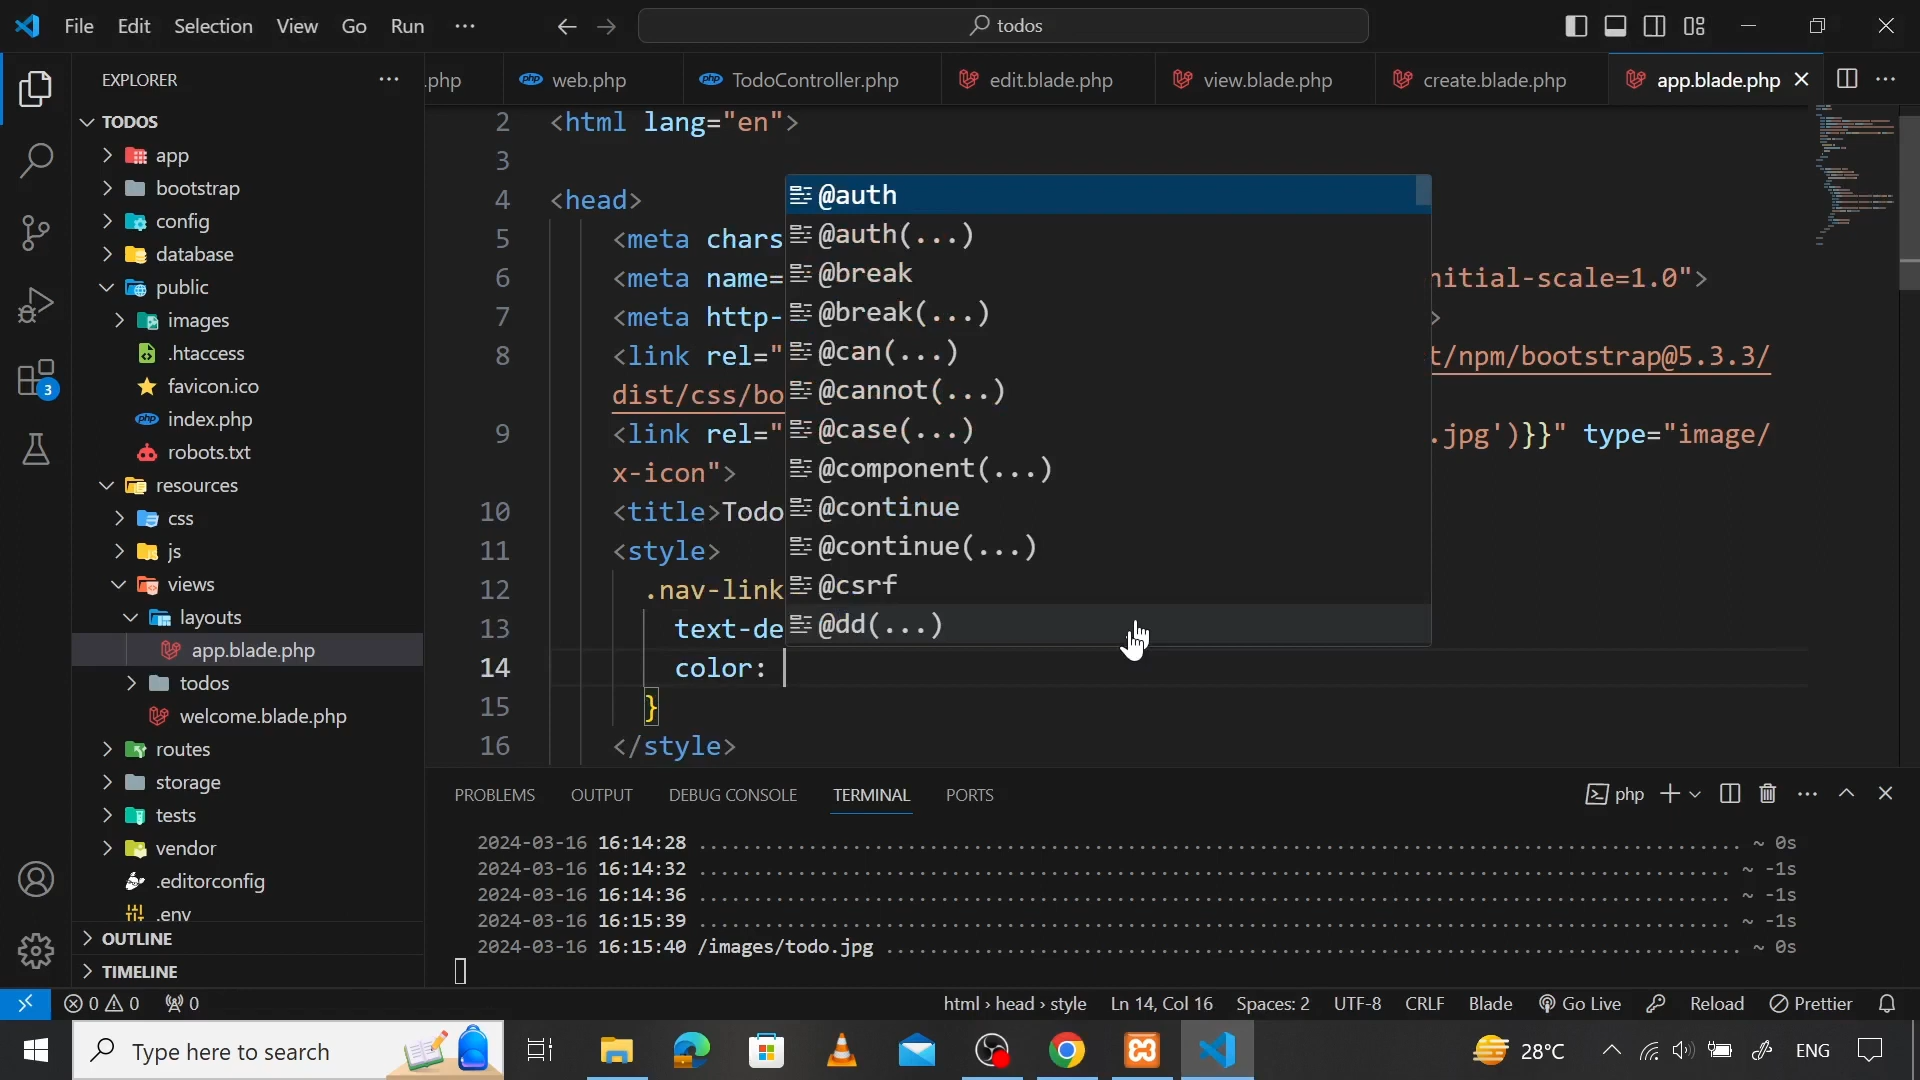 File Edit Selection View Go Run ···
todos
EXPLORER
.php web.php TodoController.php edit.blade.php view.blade.php create.blade.php app.blade.php
TODOS
app
bootstrap
config
database
public
images
.htaccess
favicon.ico
index.php
robots.txt
resources
css
js
views
layouts
app.blade.php
todos
welcome.blade.php
routes
storage
tests
vendor
.editorconfig
.env
OUTLINE
TIMELINE
3
2 <html lang="en">
3
4 <head>
5 <meta chars
6 <meta name= nitial-scale=1.0">
7 <meta http- >
8 <link rel=" t/npm/bootstrap@5.3.3/
dist/css/bo
9 <link rel=" .jpg')}}" type="image/
x-icon">
10 <title>Todo
11 <style>
12 .nav-link
13 text-de
14 color:
15 }
16 </style>
@auth
@auth(...)
@break
@break(...)
@can(...)
@cannot(...)
@case(...)
@component(...)
@continue
@continue(...)
@csrf
@dd(...)
PROBLEMS OUTPUT DEBUG CONSOLE TERMINAL PORTS
php
2024-03-16 16:14:28 ........ ~ 0s
2024-03-16 16:14:32 ........ ~ -1s
2024-03-16 16:14:36 ........ ~ -1s
2024-03-16 16:15:39 ........ ~ -1s
2024-03-16 16:15:40 /images/todo.jpg ........ ~ 0s
0 0 0 html › head › style Ln 14, Col 16 Spaces: 2 UTF-8 CRLF Blade Go Live Reload Prettier
Type here to search
28°C ENG